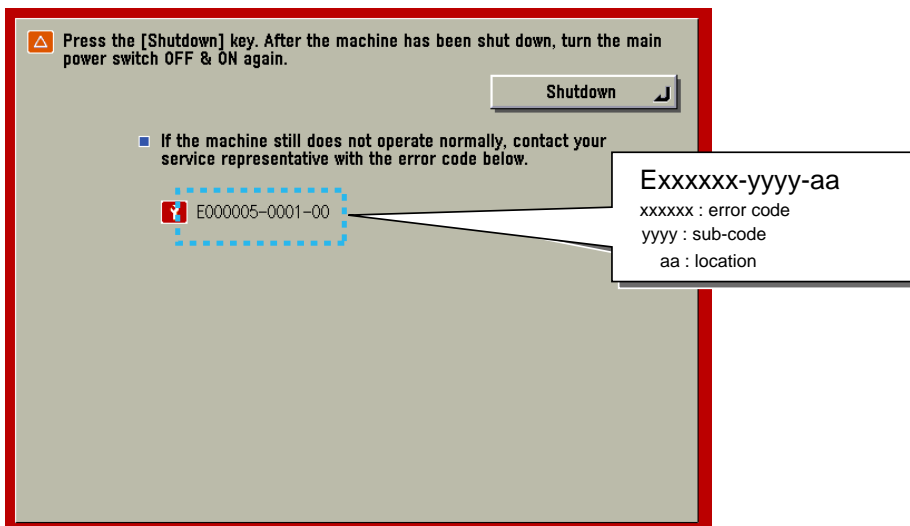 Press the [Shutdown] key. After the machine has been shut down, turn the main
power switch OFF & ON again.
Shutdown
If the machine still does not operate normally, contact your
service representative with the error code below.
E000005-0001-00
Exxxxxx-yyyy-aa
xxxxxx : error code
yyyy : sub-code
aa : location